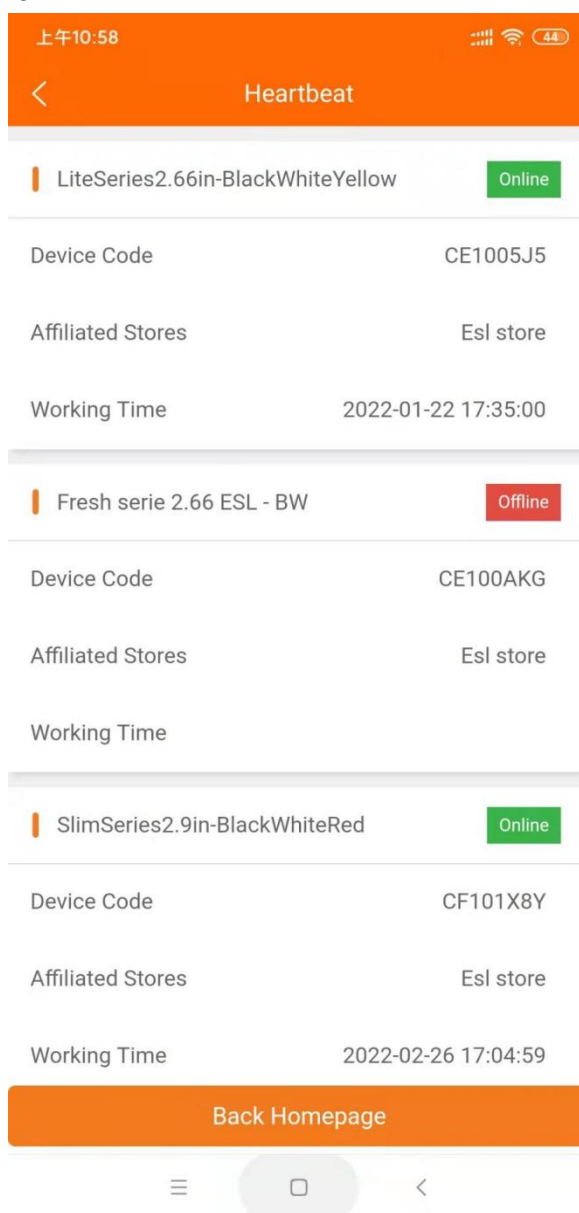 上午10:58
44
Heartbeat
LiteSeries2.66in-BlackWhiteYellow Online
Device Code CE1005J5
Affiliated Stores Esl store
Working Time 2022-01-22 17:35:00
Fresh serie 2.66 ESL - BW Offline
Device Code CE100AKG
Affiliated Stores Esl store
Working Time
SlimSeries2.9in-BlackWhiteRed Online
Device Code CF101X8Y
Affiliated Stores Esl store
Working Time 2022-02-26 17:04:59
Back Homepage